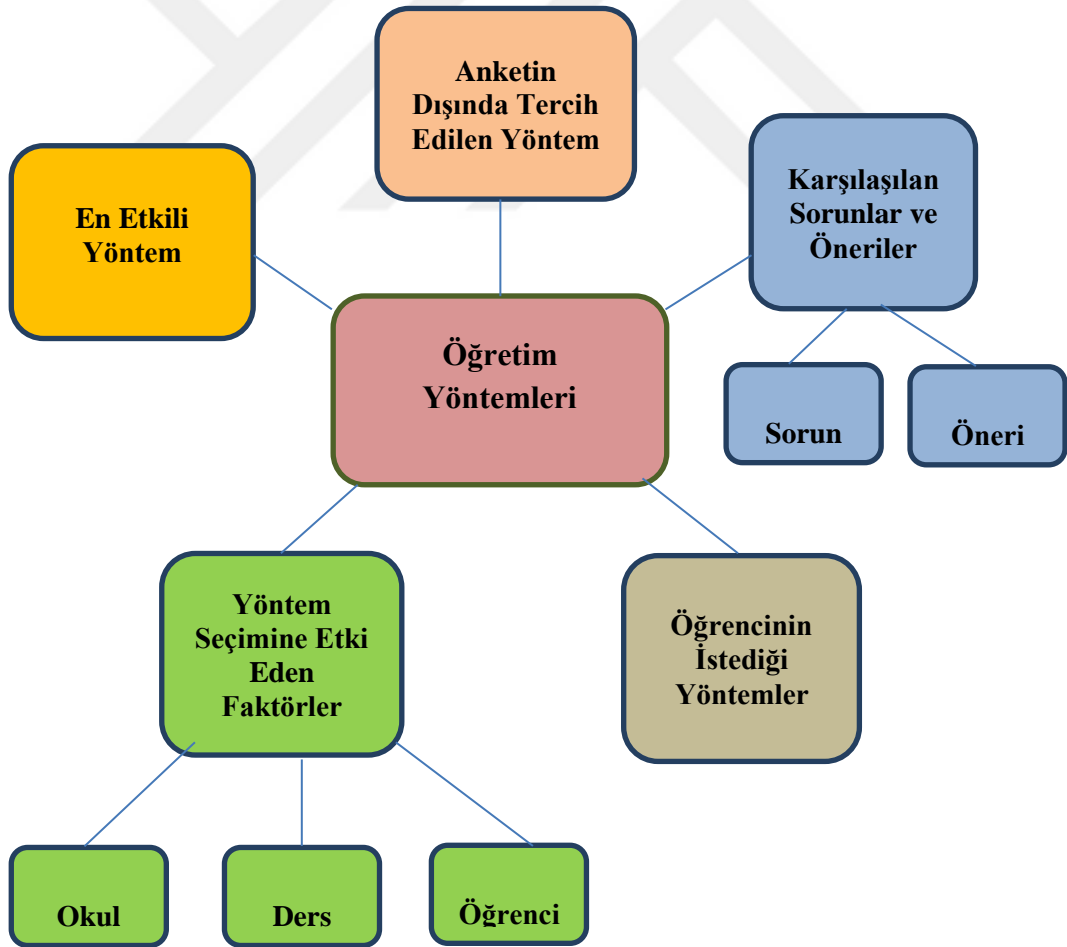 Anketin
Dışında Tercih
Edilen Yöntem
En Etkili
Yöntem
Karşılaşılan
Sorunlar ve
Öneriler
Öğretim
Yöntemleri
Sorun
Öneri
Yöntem
Seçimine Etki
Eden
Faktörler
Öğrencinin
İstediği
Yöntemler
Okul
Ders
Öğrenci